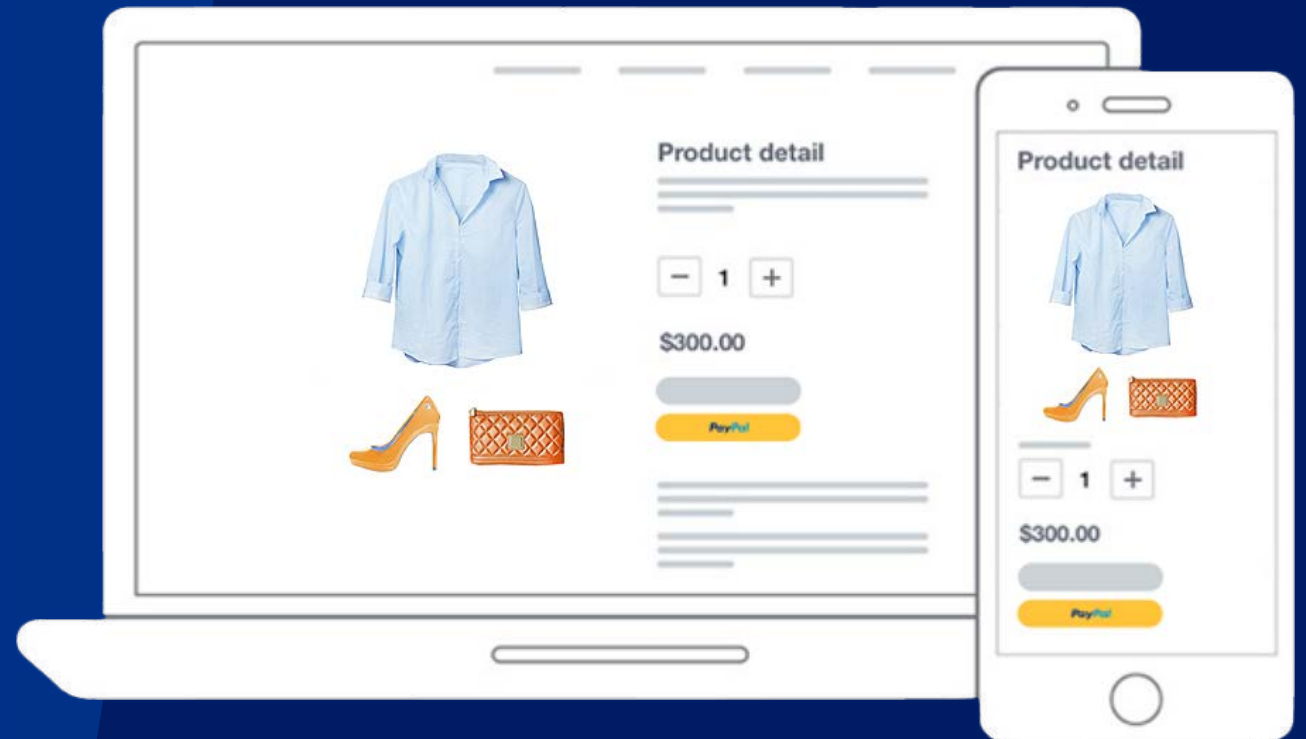 Product detail
− 1 +
$300.00
PayPal
Product detail
− 1 +
$300.00
PayPal